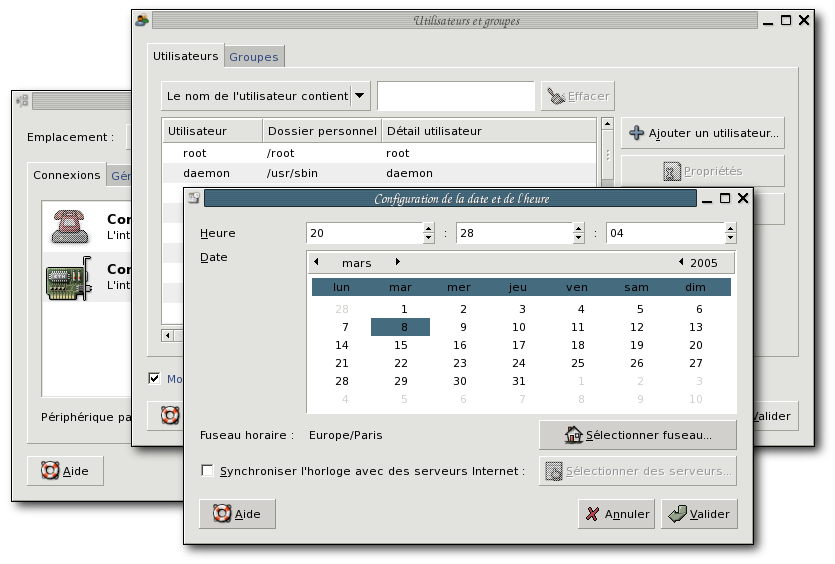 Utilisateurs et groupes
Utilisateurs Groupes
Le nom de l'utilisateur contient Effacer
Utilisateur Dossier personnel Détail utilisateur
root /root root
daemon /usr/sbin daemon
Ajouter un utilisateur...
Propriétés
Mo
Valider
Emplacement :
Connexions Gér
Con
L'int
Con
L'int
Périphérique pa
Aide
Configuration de la date et de l'heure
Heure 20 : 28 : 04
Date mars 2005
lun mar mer jeu ven sam dim
28 1 2 3 4 5 6
7 8 9 10 11 12 13
14 15 16 17 18 19 20
21 22 23 24 25 26 27
28 29 30 31 1 2 3
4 5 6 7 8 9 10
Fuseau horaire : Europe/Paris Sélectionner fuseau...
Synchroniser l'horloge avec des serveurs Internet : Sélectionner des serveurs...
Aide Annuler Valider